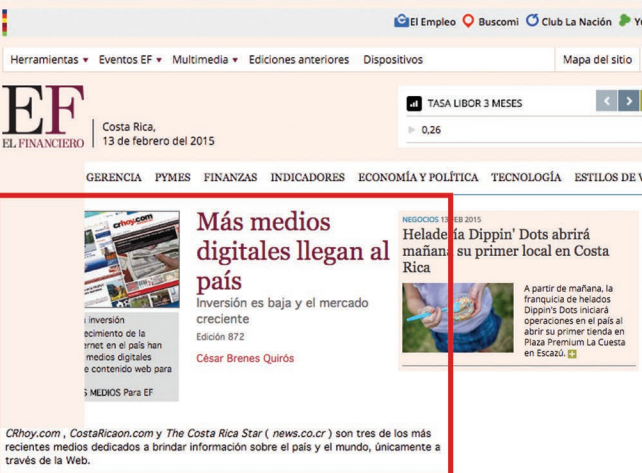 El Empleo Buscomi Club La Nación
Herramientas Eventos EF Multimedia Ediciones anteriores Dispositivos Mapa del sitio
EF
EL FINANCIERO
Costa Rica,
13 de febrero del 2015
TASA LIBOR 3 MESES
0,26
GERENCIA PYMES FINANZAS INDICADORES ECONOMÍA Y POLÍTICA TECNOLOGÍA ESTILOS DE
crhoy.com
Más medios
digitales llegan al
país
Inversión es baja y el mercado
creciente
Edición 872
César Brenes Quirós
inversión
ecimiento de la
ernet en el país han
medios digitales
e contenido web para
MEDIOS Para EF
NEGOCIOS 13 FEB 2015
Heladería Dippin' Dots abrirá
mañana su primer local en Costa
Rica
A partir de mañana, la
franquicia de helados
Dippin's Dots iniciará
operaciones en el país al
abrir su primer tienda en
Plaza Premium La Cuesta
en Escazú.
CRhoy.com , CostaRicaon.com y The Costa Rica Star ( news.co.cr ) son tres de los más
recientes medios dedicados a brindar información sobre el país y el mundo, únicamente a
través de la Web.